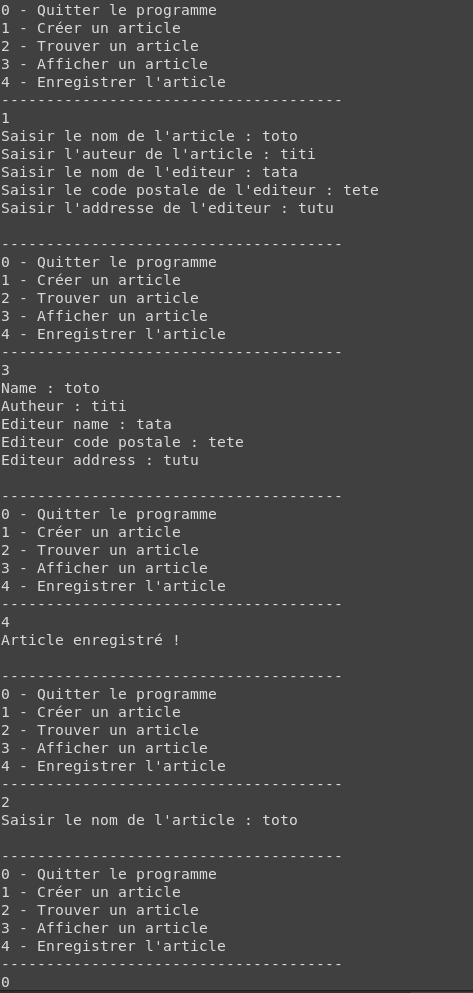 0 - Quitter le programme
1 - Créer un article
2 - Trouver un article
3 - Afficher un article
4 - Enregistrer l'article
--------------------------------------
1
Saisir le nom de l'article : toto
Saisir l'auteur de l'article : titi
Saisir le nom de l'editeur : tata
Saisir le code postale de l'editeur : tete
Saisir l'addresse de l'editeur : tutu

--------------------------------------
0 - Quitter le programme
1 - Créer un article
2 - Trouver un article
3 - Afficher un article
4 - Enregistrer l'article
--------------------------------------
3
Name : toto
Autheur : titi
Editeur name : tata
Editeur code postale : tete
Editeur address : tutu

--------------------------------------
0 - Quitter le programme
1 - Créer un article
2 - Trouver un article
3 - Afficher un article
4 - Enregistrer l'article
--------------------------------------
4
Article enregistré !

--------------------------------------
0 - Quitter le programme
1 - Créer un article
2 - Trouver un article
3 - Afficher un article
4 - Enregistrer l'article
--------------------------------------
2
Saisir le nom de l'article : toto

--------------------------------------
0 - Quitter le programme
1 - Créer un article
2 - Trouver un article
3 - Afficher un article
4 - Enregistrer l'article
--------------------------------------
0